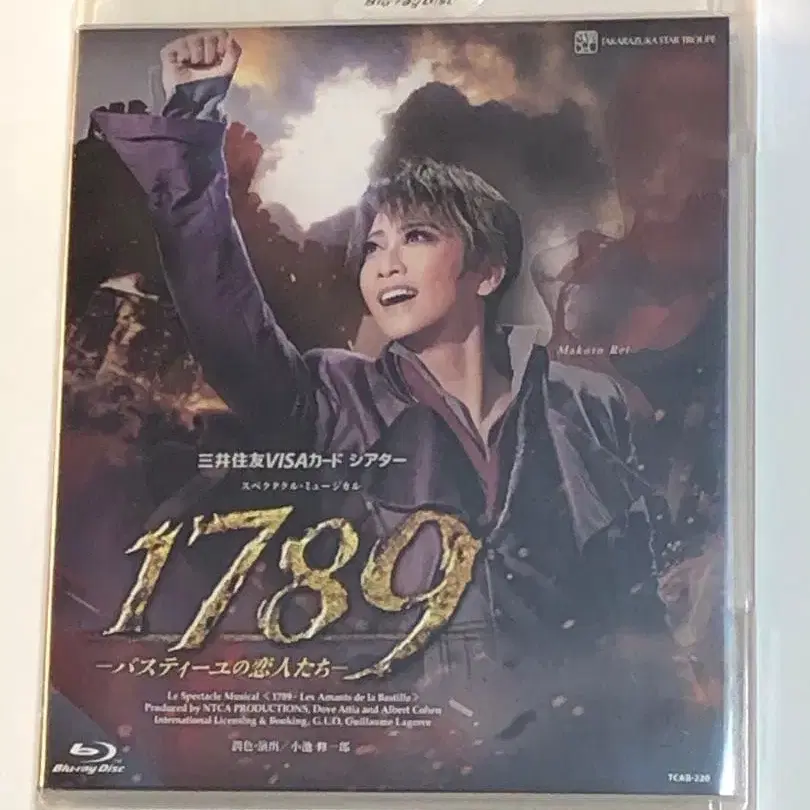 Blu-ray Disc
TAKARAZUKA STAR TROUPE
Makoto Rei
三井住友VISAカード シアター
スペクタクル・ミュージカル
1789
―バスティーユの恋人たち―
Le Spectacle Musical 《1789 - Les Amants de la Bastille》
Produced by NTCA PRODUCTIONS, Dove Attia and Albert Cohen
International Licensing & Booking, G.U.O, Guillaume Lagorce
潤色・演出／小池 修一郎
Blu-ray Disc
TCAB-220